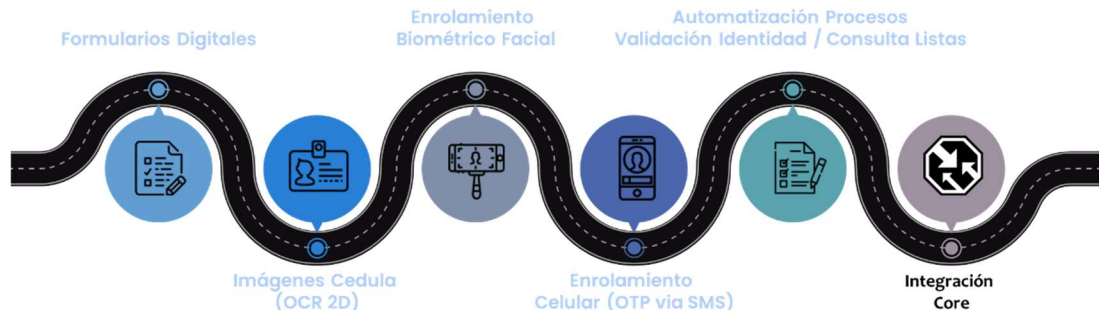 Formularios Digitales
Imágenes Cedula
(OCR 2D)
Enrolamiento
Biométrico Facial
Enrolamiento
Celular (OTP via SMS)
Automatización Procesos
Validación Identidad / Consulta Listas
Integración
Core